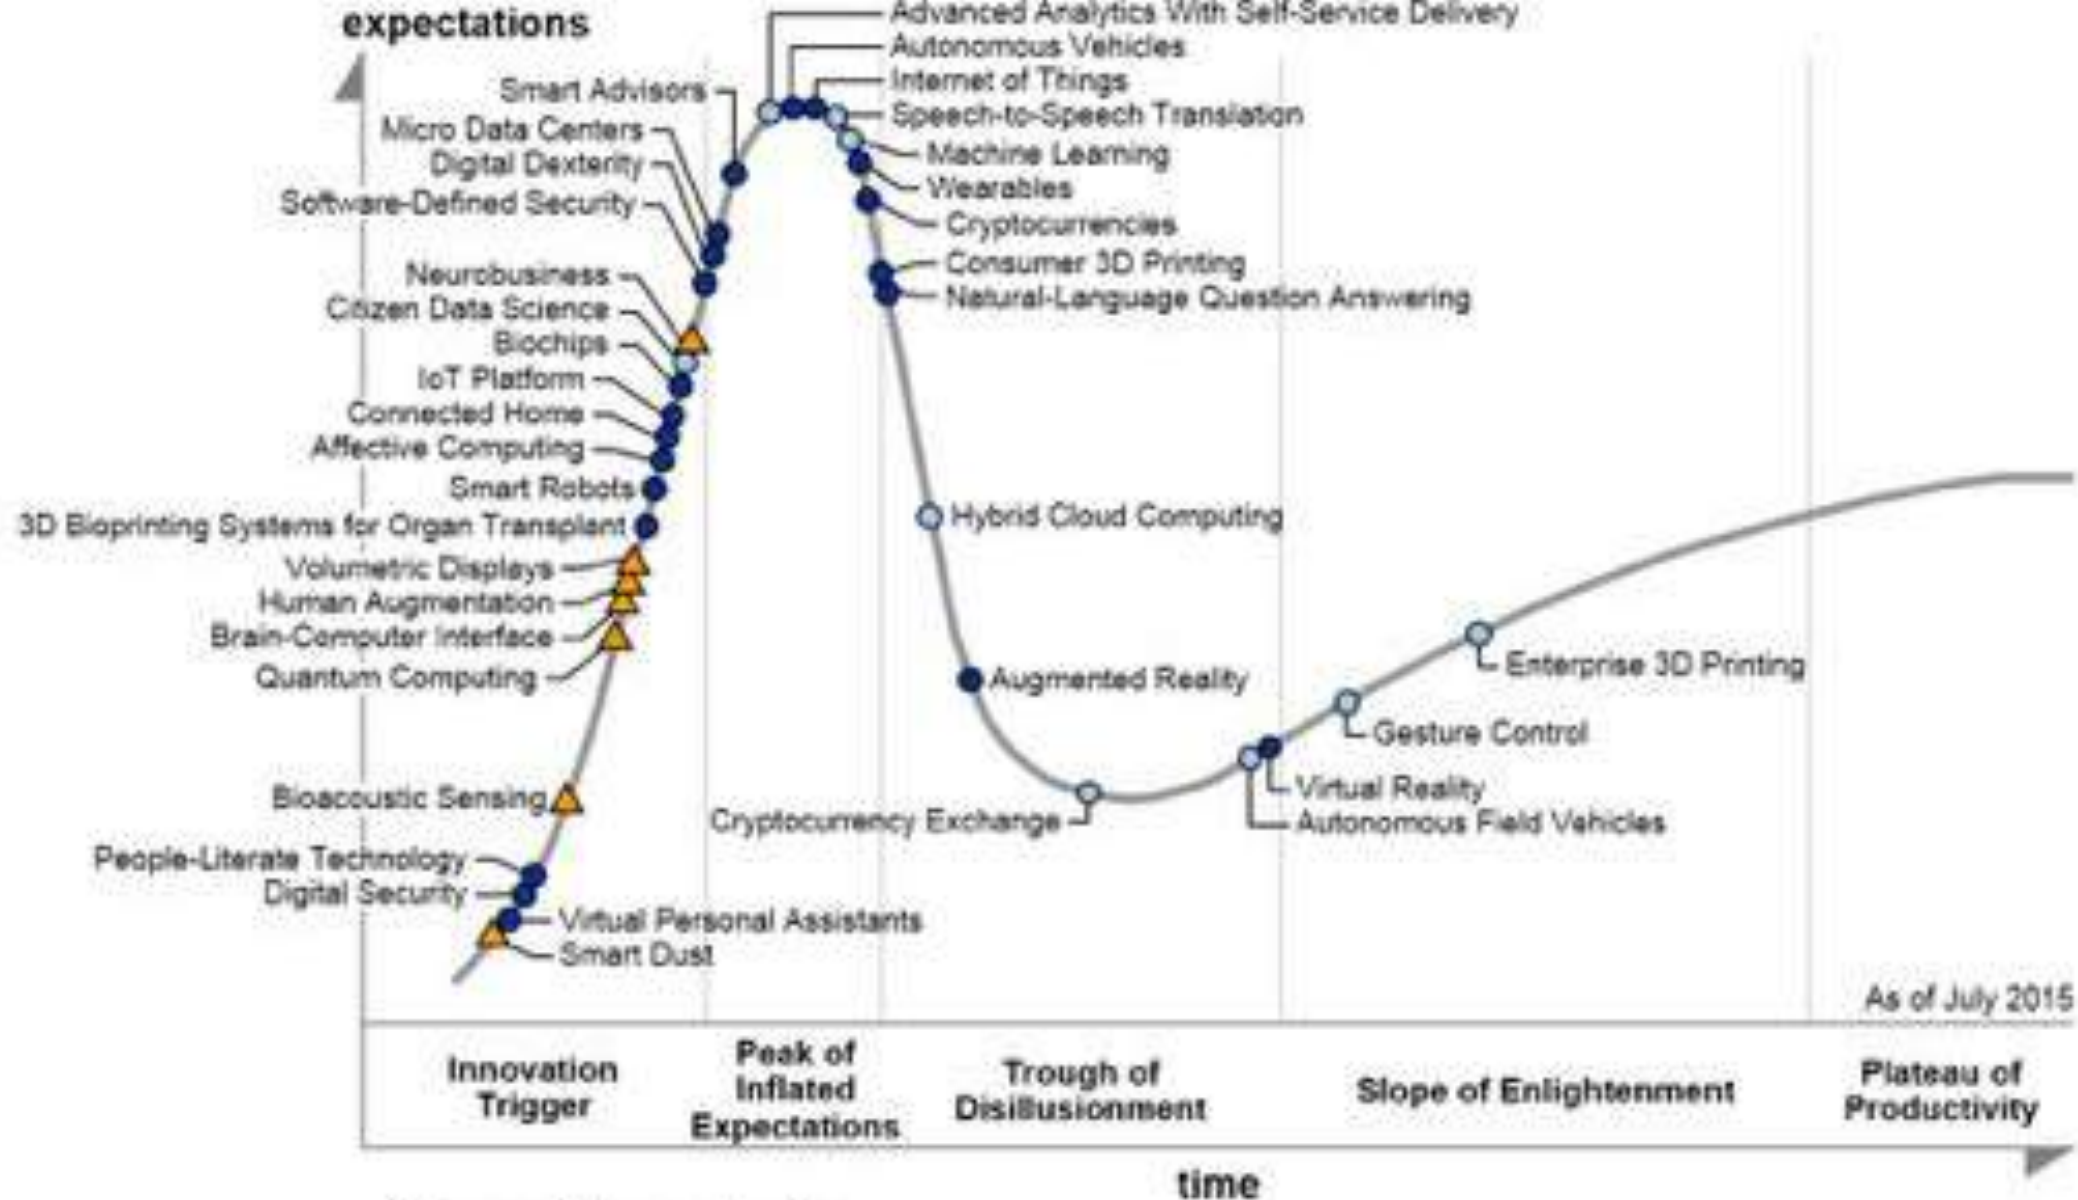 expectations
Advanced Analytics With Self-Service Delivery
Autonomous Vehicles
Internet of Things
Speech-to-Speech Translation
Machine Learning
Wearables
Cryptocurrencies
Consumer 3D Printing
Natural-Language Question Answering
Smart Advisors
Micro Data Centers
Digital Dexterity
Software-Defined Security
Neurobusiness
Citizen Data Science
Biochips
IoT Platform
Connected Home
Affective Computing
Smart Robots
3D Bioprinting Systems for Organ Transplant
Volumetric Displays
Human Augmentation
Brain-Computer Interface
Quantum Computing
Bioacoustic Sensing
People-Literate Technology
Digital Security
Virtual Personal Assistants
Smart Dust
Hybrid Cloud Computing
Augmented Reality
Cryptocurrency Exchange
Enterprise 3D Printing
Gesture Control
Virtual Reality
Autonomous Field Vehicles
As of July 2015
Innovation
Trigger
Peak of
Inflated
Expectations
Trough of
Disillusionment
Slope of Enlightenment
Plateau of
Productivity
time